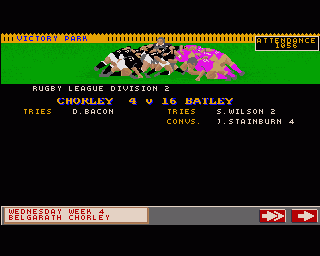 VICTORY PARK
ATTENDANCE
1056
RUGBY LEAGUE DIVISION 2
CHORLEY 4 v 16 BATLEY
TRIES D.BACON TRIES S.WILSON 2
CONVS. J.STAINBURN 4
WEDNESDAY WEEK 4
BELGARATH CHORLEY